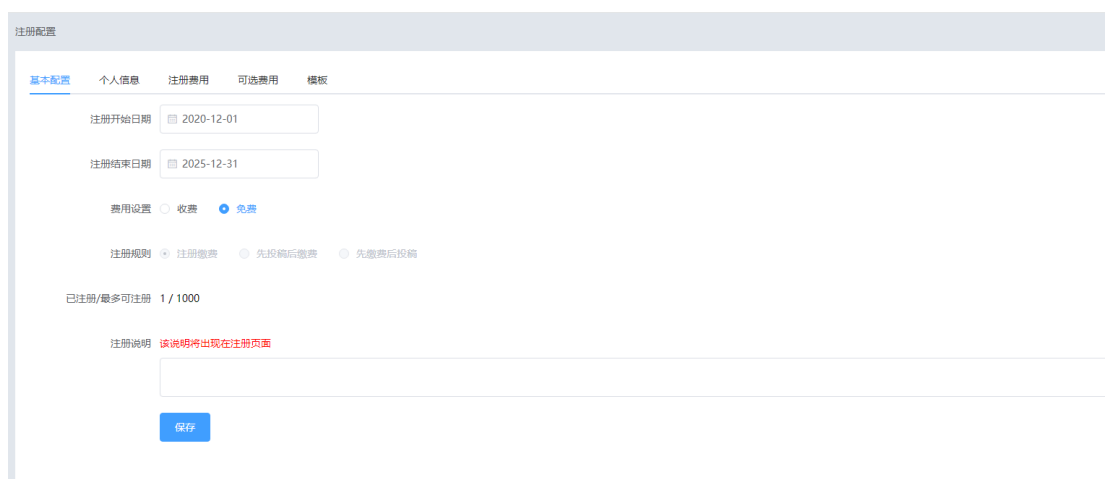 注册配置
基本配置 个人信息 注册费用 可选费用 模板
注册开始日期 2020-12-01
注册结束日期 2025-12-31
费用设置 收费 免费
注册规则 注册缴费 先投稿后缴费 先缴费后投稿
已注册/最多可注册 1 / 1000
注册说明 该说明将出现在注册页面
保存